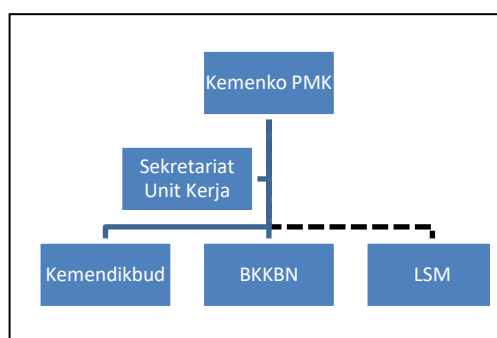 Kemenko PMK
Sekretariat
Unit Kerja
Kemendikbud
BKKBN
LSM